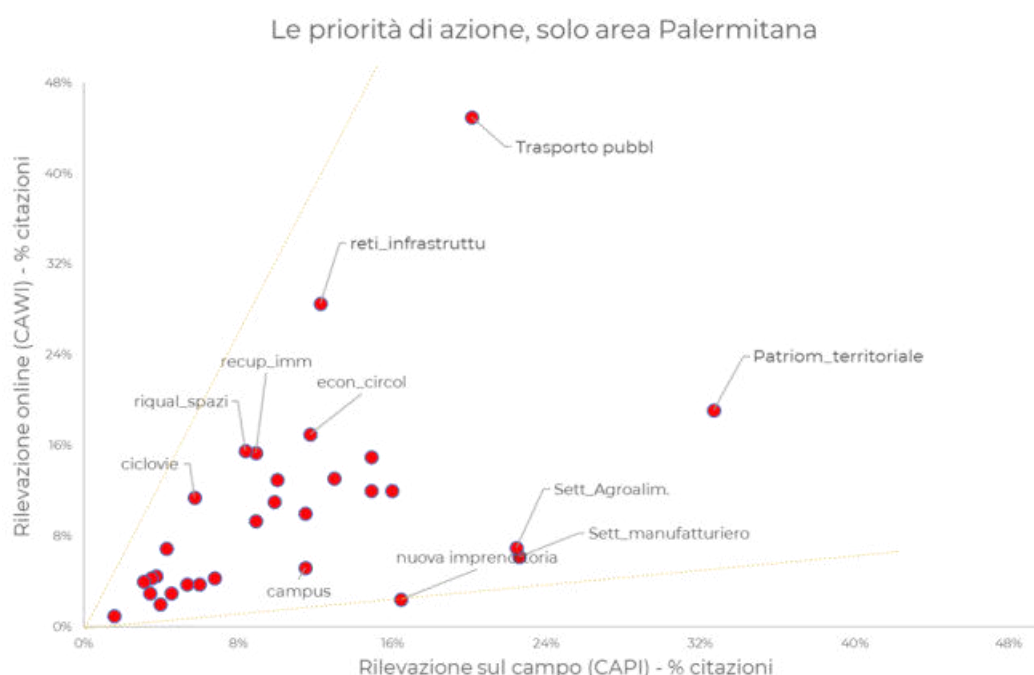 Le priorità di azione, solo area Palermitana
Rilevazione online (CAWI) - % citazioni
48%
40%
32%
24%
16%
8%
0%
Trasporto pubbl
reti_infrastruttu
recup_imm
Patriom_territoriale
econ_circol
riqual_spazi
ciclovie
Sett_Agroalim.
Sett_manufatturiero
nuova imprenditoria
campus
0%
8%
16%
24%
32%
40%
48%
Rilevazione sul campo (CAPI) - % citazioni